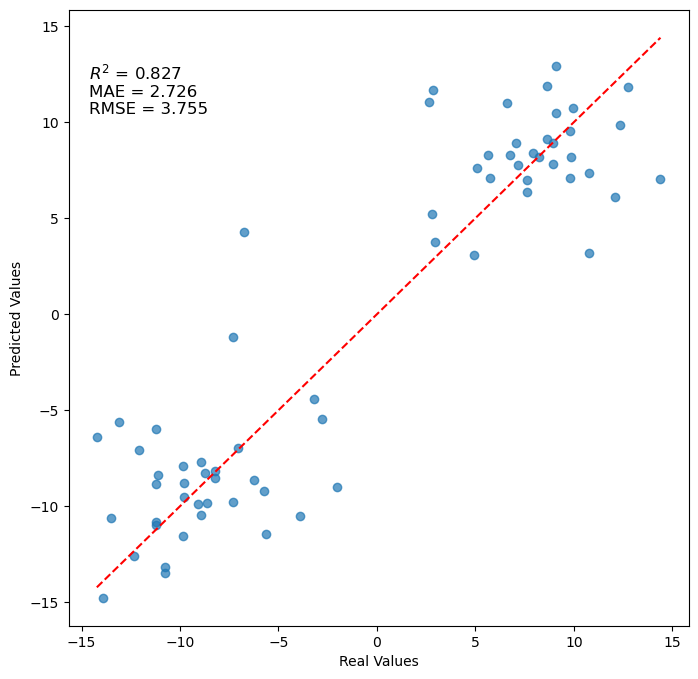 15
10
5
0
−5
−10
−15
R² = 0.827
MAE = 2.726
RMSE = 3.755
Predicted Values
−15 −10 −5 0 5 10 15
Real Values